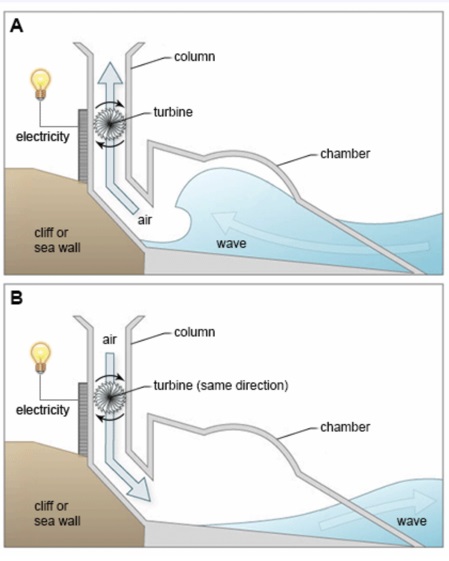 A
column
turbine
electricity
chamber
air
cliff or
sea wall
wave
B
air
column
turbine (same direction)
electricity
chamber
cliff or
sea wall
wave